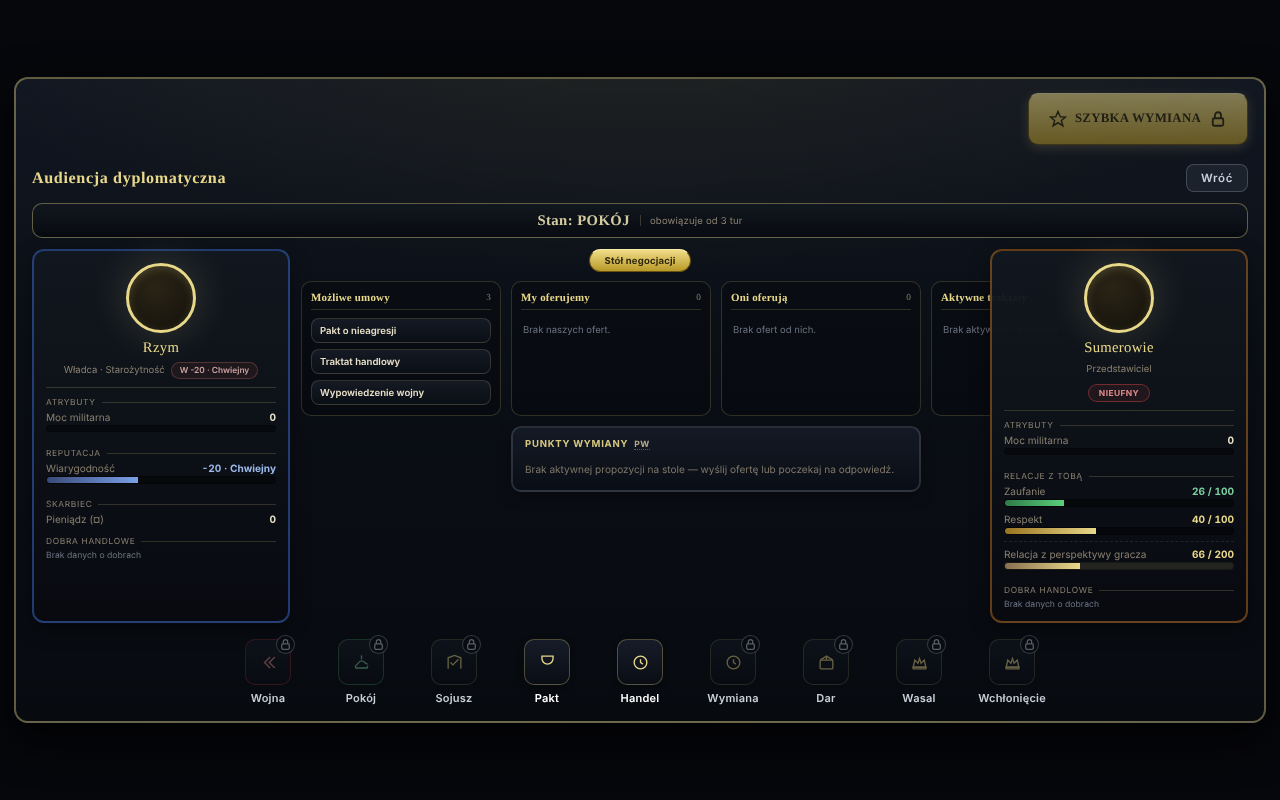 SZYBKA WYMIANA
Audiencja dyplomatyczna
Wróć
Stan: POKÓJ
obowiązuje od 3 tur
Rzym
Władca · Starożytność
W -20 · Chwiejny
ATRYBUTY
Moc militarna 0
REPUTACJA
Wiarygodność -20 · Chwiejny
SKARBIEC
Pieniądz (¤) 0
DOBRA HANDLOWE
Brak danych o dobrach
Stół negocjacji
Możliwe umowy 3
Pakt o nieagresji
Traktat handlowy
Wypowiedzenie wojny
My oferujemy 0
Brak naszych ofert.
Oni oferują 0
Brak ofert od nich.
Aktywne
Brak
PUNKTY WYMIANY PW
Brak aktywnej propozycji na stole — wyślij ofertę lub poczekaj na odpowiedź.
Sumerowie
Przedstawiciel
NIEUFNY
ATRYBUTY
Moc militarna 0
RELACJE Z TOBĄ
Zaufanie 26 / 100
Respekt 40 / 100
Relacja z perspektywy gracza 66 / 200
DOBRA HANDLOWE
Brak danych o dobrach
Wojna
Pokój
Sojusz
Pakt
Handel
Wymiana
Dar
Wasal
Wchłonięcie